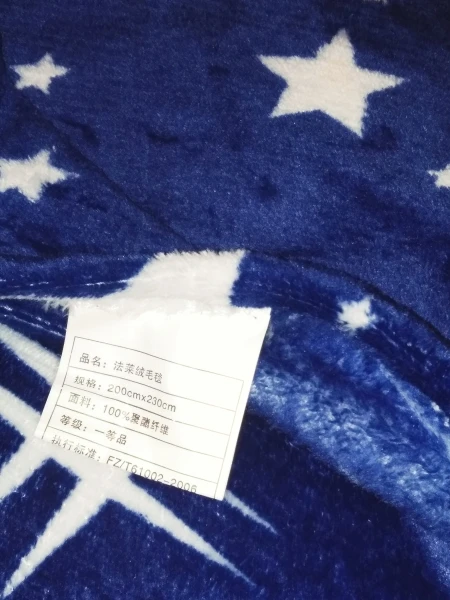 品名：法莱绒毛毯
规格：200cmx230cm
面料：100%聚酯纤维
等级：一等品
执行标准：FZ/T61002-2006